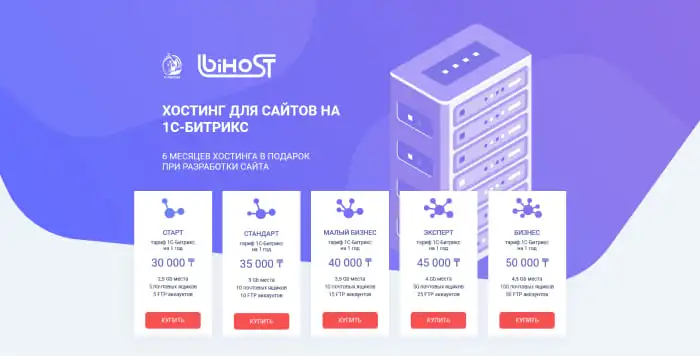 BiHOST
ХОСТИНГ ДЛЯ САЙТОВ НА
1С-БИТРИКС
6 МЕСЯЦЕВ ХОСТИНГА В ПОДАРОК
ПРИ РАЗРАБОТКИ САЙТА
СТАРТ
тариф 1С-Битрикс
на 1 год
30 000 ₸
2,5 GB места
5 почтовых ящиков
5 FTP аккаунтов
КУПИТЬ
СТАНДАРТ
тариф 1С-Битрикс
на 1 год
35 000 ₸
3 GB места
10 почтовых ящиков
10 FTP аккаунтов
КУПИТЬ
МАЛЫЙ БИЗНЕС
тариф 1С-Битрикс
на 1 год
40 000 ₸
3,5 GB места
10 почтовых ящиков
15 FTP аккаунтов
КУПИТЬ
ЭКСПЕРТ
тариф 1С-Битрикс
на 1 год
45 000 ₸
4 GB места
50 почтовых ящиков
25 FTP аккаунтов
КУПИТЬ
БИЗНЕС
тариф 1С-Битрикс
на 1 год
50 000 ₸
4,5 GB места
100 почтовых ящиков
50 FTP аккаунтов
КУПИТЬ